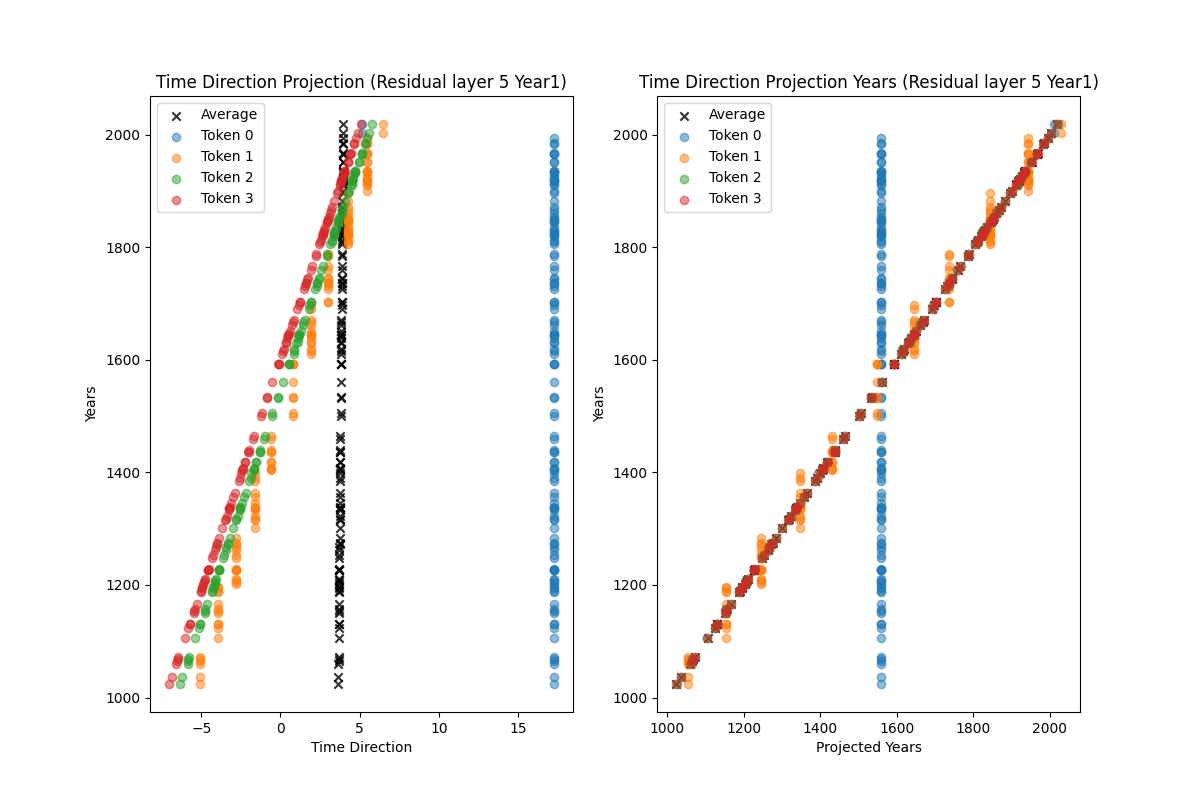 Time Direction Projection (Residual layer 5 Year1)
Average
Token 0
Token 1
Token 2
Token 3
2000
1800
1600
1400
1200
1000
Years
−5
0
5
10
15
Time Direction
Time Direction Projection Years (Residual layer 5 Year1)
Average
Token 0
Token 1
Token 2
Token 3
2000
1800
1600
1400
1200
1000
Years
1000
1200
1400
1600
1800
2000
Projected Years